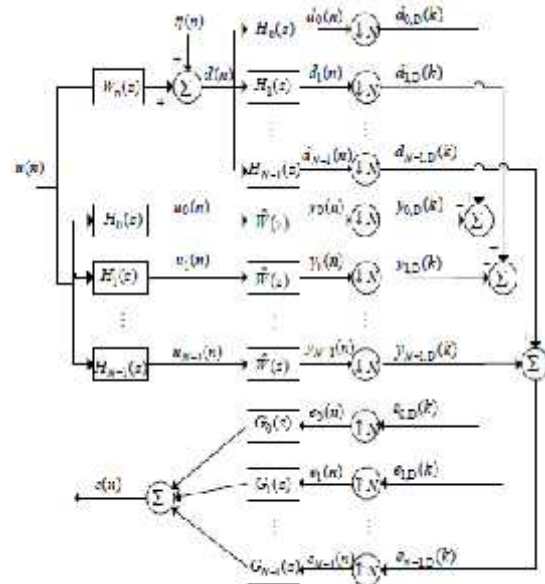 η(n)
H₀(z) d₀(n) ↓N d₀,D(k)
Wₒ(z) + Σ d(n) H₁(z) d₁(n) ↓N d₁,D(k)
u(n) H_{N-1}(z) d_{N-1}(n) ↓N d_{N-1,D}(k)
H₀(z) u₀(n) Ŵ(z) y₀(n) ↓N y₀,D(k) Σ
H₁(z) u₁(n) Ŵ(z) y₁(n) ↓N y₁,D(k) Σ
H_{N-1}(z) u_{N-1}(n) Ŵ(z) y_{N-1}(n) ↓N y_{N-1,D}(k) Σ
G₀(z) e₀(n) ↑N e₀,D(k)
e(n) Σ G₁(z) e₁(n) ↑N e₁,D(k)
G_{N-1}(z) e_{N-1}(n) ↑N e_{N-1,D}(k)